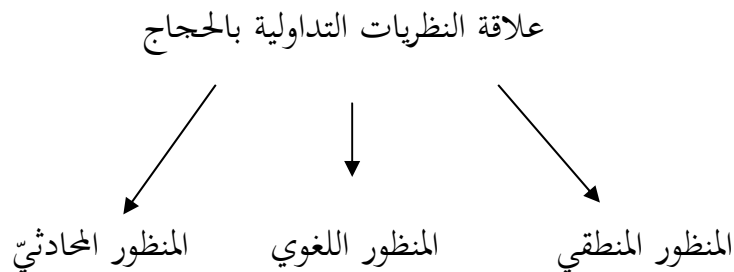 علاقة النظريات التداولية بالحجاج
المنظور المنطقي المنظور اللغوي المنظور المحادثيّ